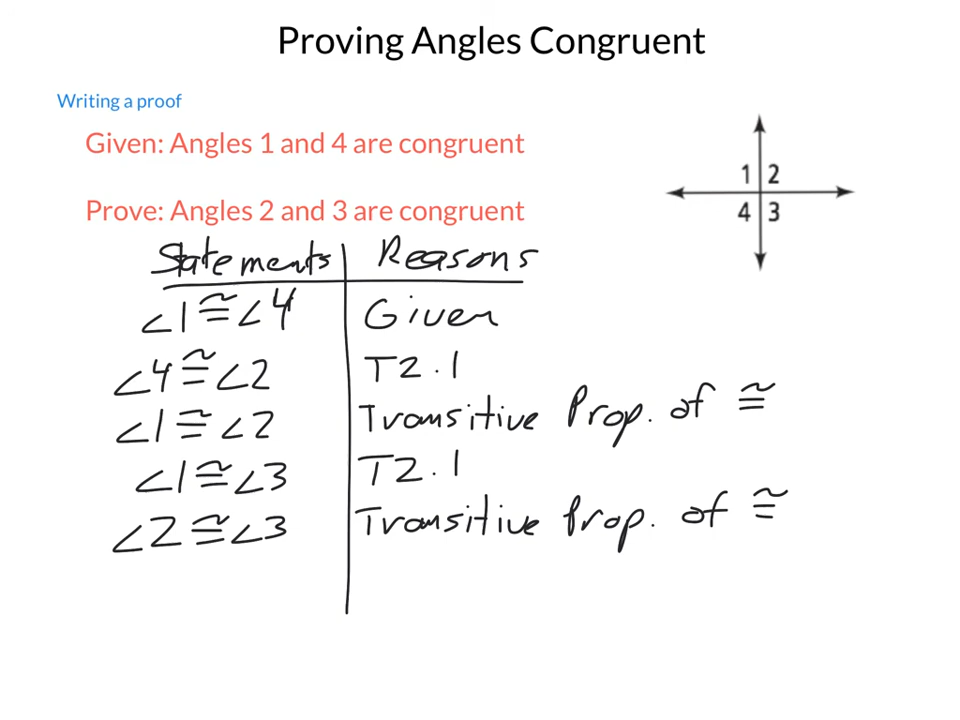 Proving Angles Congruent
Writing a proof
Given: Angles 1 and 4 are congruent
Prove: Angles 2 and 3 are congruent
1 2
4 3
Statements Reasons
∠1 ≅ ∠4 Given
∠4 ≅ ∠2 T2.1
∠1 ≅ ∠2 Transitive Prop. of ≅
∠1 ≅ ∠3 T2.1
∠2 ≅ ∠3 Transitive Prop. of ≅